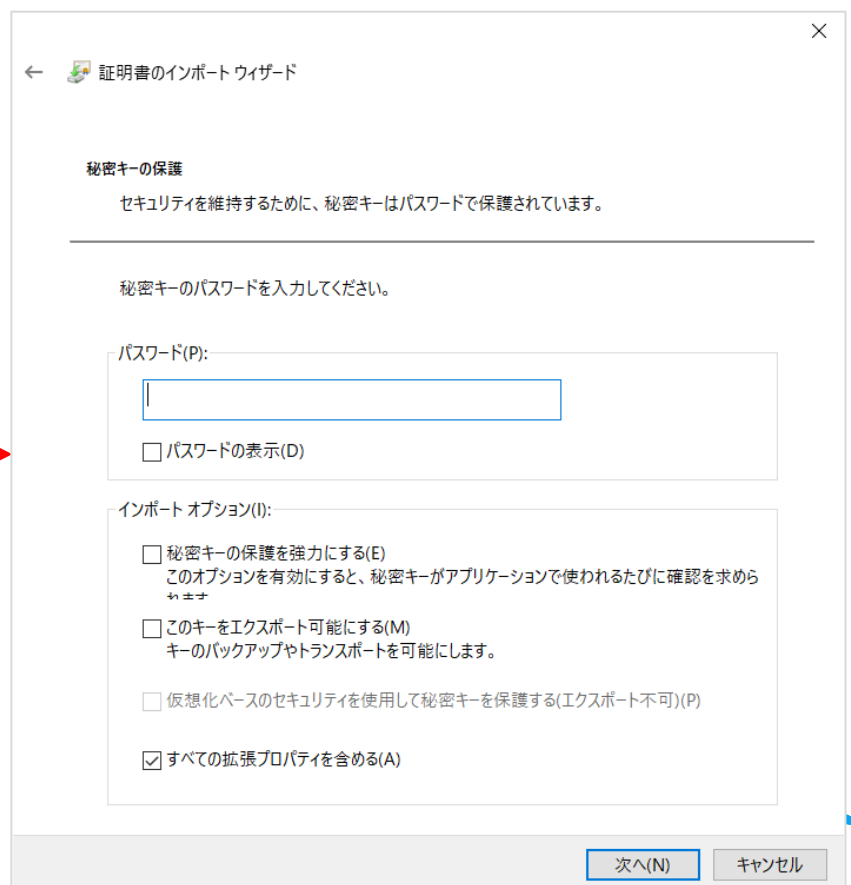 証明書のインポート ウィザード
秘密キーの保護
セキュリティを維持するために、秘密キーはパスワードで保護されています。
秘密キーのパスワードを入力してください。
パスワード(P):
パスワードの表示(D)
インポート オプション(I):
秘密キーの保護を強力にする(E)
このオプションを有効にすると、秘密キーがアプリケーションで使われるたびに確認を求めら
れます
このキーをエクスポート可能にする(M)
キーのバックアップやトランスポートを可能にします。
仮想化ベースのセキュリティを使用して秘密キーを保護する(エクスポート不可)(P)
すべての拡張プロパティを含める(A)
次へ(N)
キャンセル